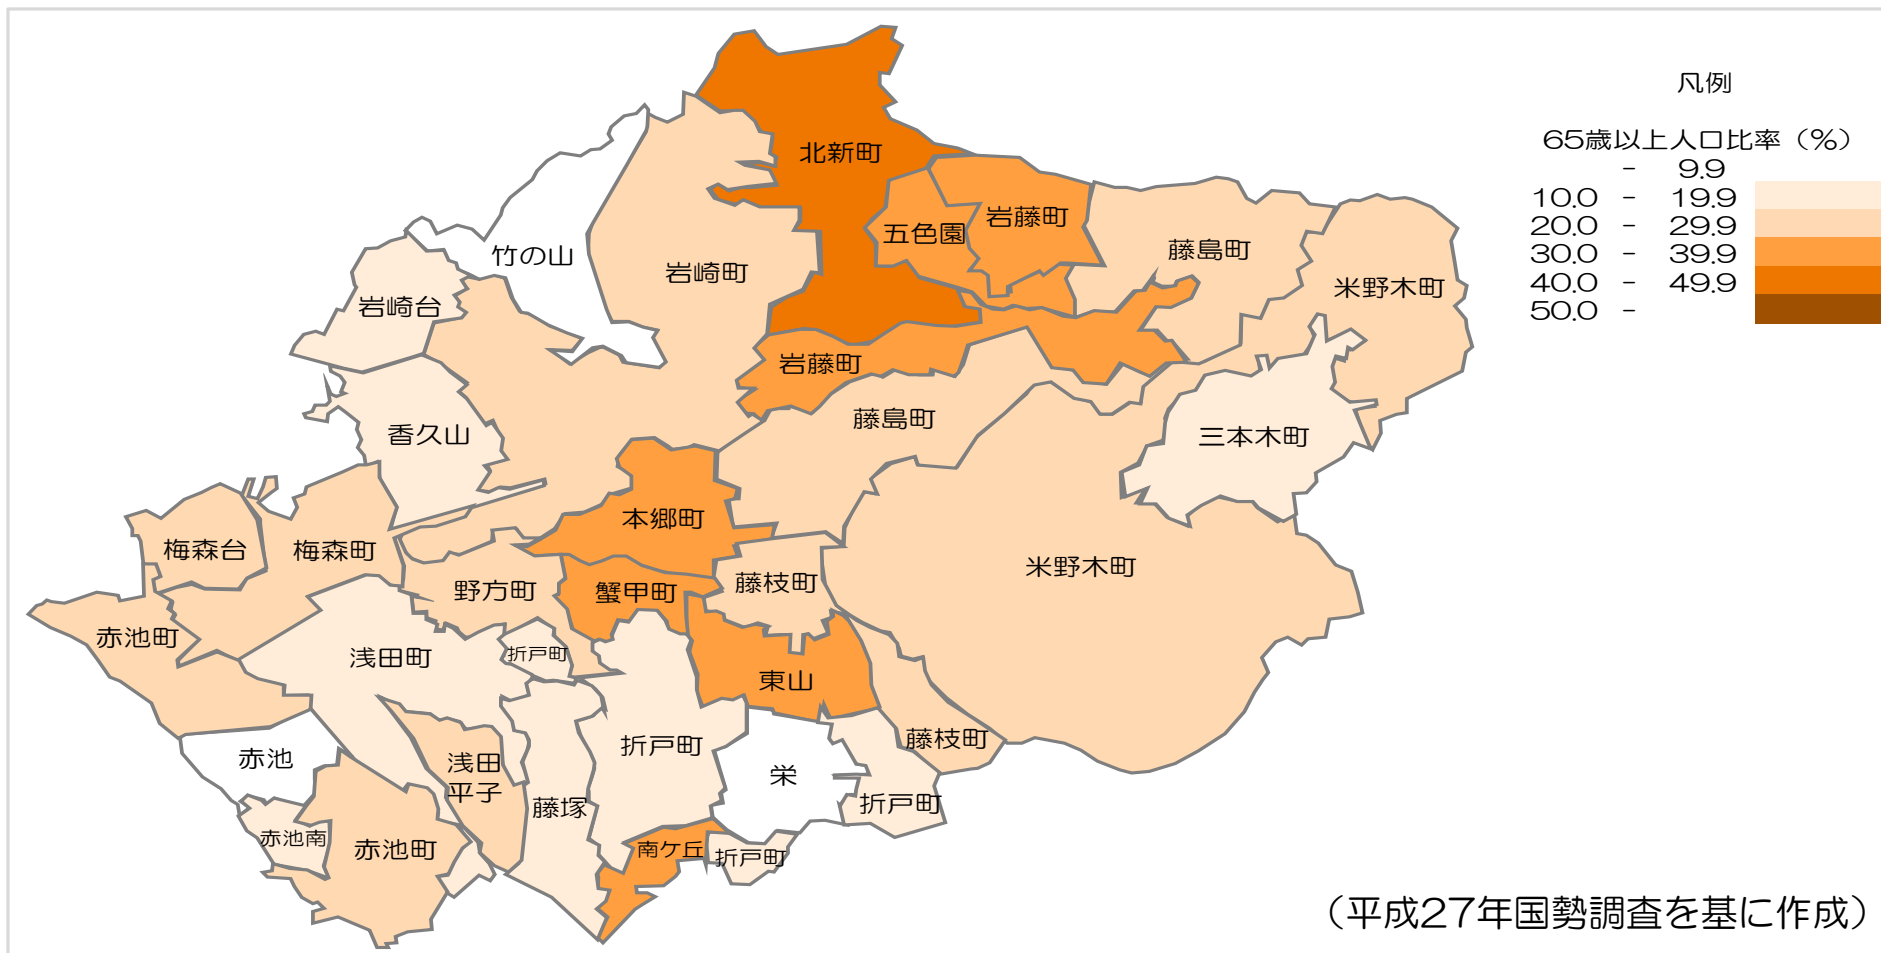 凡例
65歳以上人口比率（%）
- 9.9
10.0 - 19.9
20.0 - 29.9
30.0 - 39.9
40.0 - 49.9
50.0 -
北新町
岩藤町
五色園
藤島町
竹の山
岩崎町
米野木町
岩崎台
岩藤町
藤島町
香久山
三本木町
本郷町
梅森台
梅森町
米野木町
野方町
蟹甲町
藤枝町
赤池町
浅田町
折戸町
東山
赤池
折戸町
藤枝町
浅田
平子
栄
藤塚
折戸町
赤池南
赤池町
南ケ丘
折戸町
（平成27年国勢調査を基に作成）